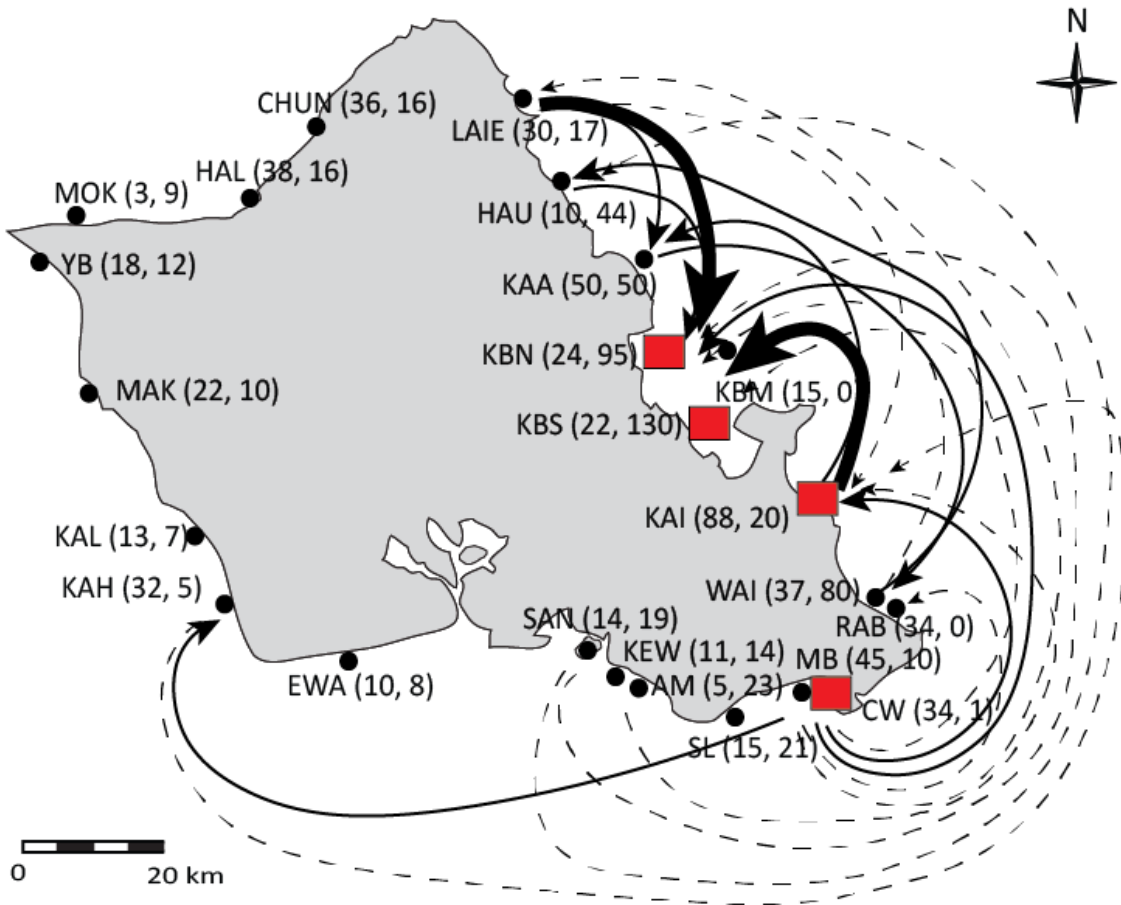 N
CHUN (36, 16)
LAIE (30, 17)
HAL (38, 16)
MOK (3, 9)
HAU (10, 44)
YB (18, 12)
KAA (50, 50)
KBN (24, 95)
MAK (22, 10)
KBM (15, 0
KBS (22, 130)
KAI (88, 20)
KAL (13, 7)
KAH (32, 5)
WAI (37, 80)
SAN (14, 19)
RAB (34, 0)
KEW (11, 14)
MB (45, 10)
EWA (10, 8)
AM (5, 23)
CW (34, 1)
SL (15, 21)
0
20 km